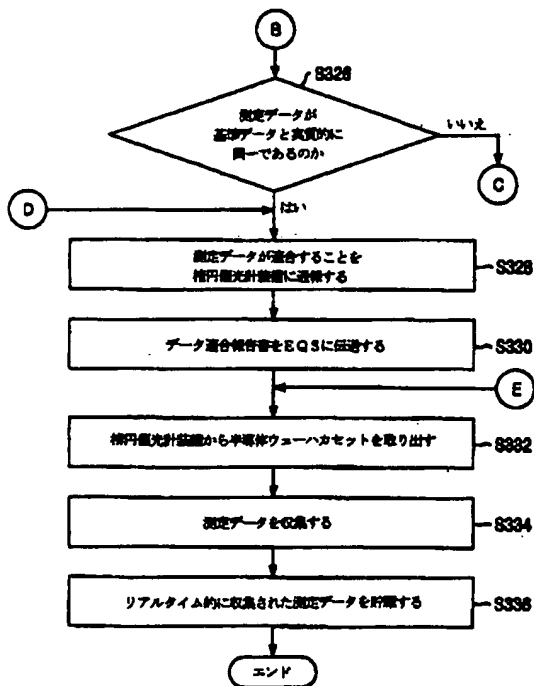 B
S326
測定データが
基準データと実質的に
同一であるのか
いいえ
C
D
はい
測定データが適合することを
楕円偏光計装備に通報する
S328
データ適合報告書をEQSに伝送する
S330
E
楕円偏光計装備から半導体ウェーハカセットを取り出す
S332
測定データを収集する
S334
リアルタイム的に収集された測定データを貯蔵する
S336
エンド